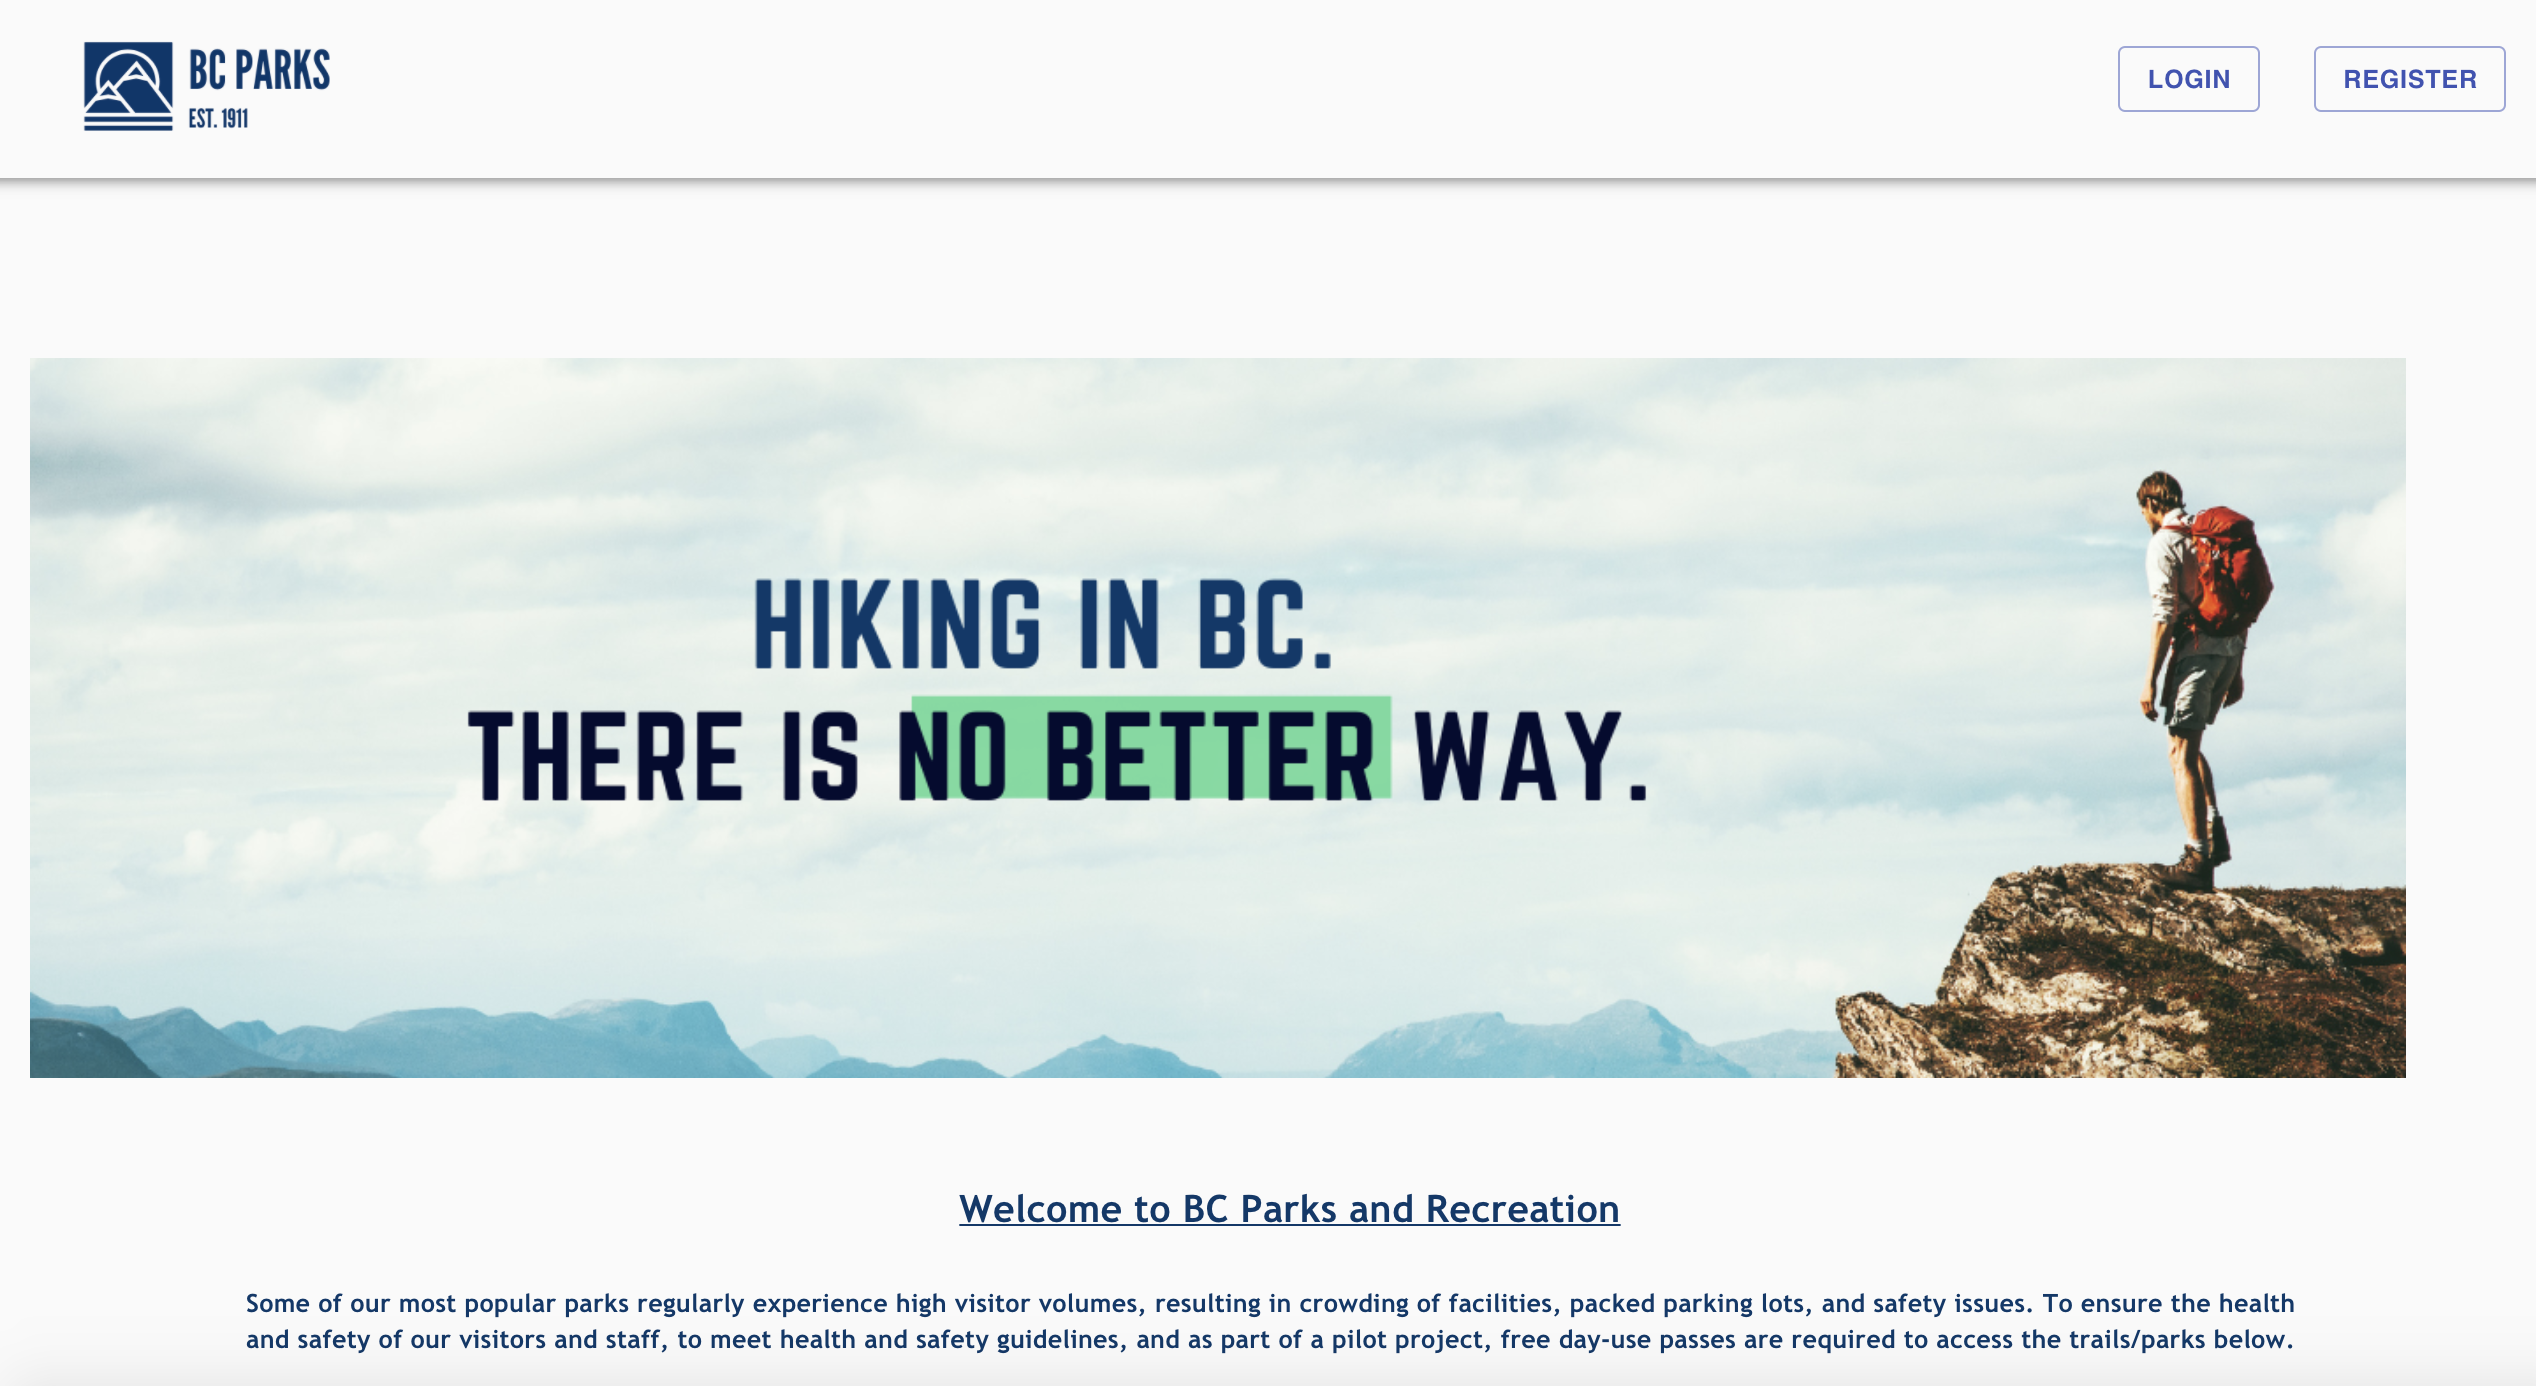 BC PARKS
EST. 1911
LOGIN
REGISTER
HIKING IN BC.
THERE IS NO BETTER WAY.
Welcome to BC Parks and Recreation
Some of our most popular parks regularly experience high visitor volumes, resulting in crowding of facilities, packed parking lots, and safety issues. To ensure the health
and safety of our visitors and staff, to meet health and safety guidelines, and as part of a pilot project, free day-use passes are required to access the trails/parks below.